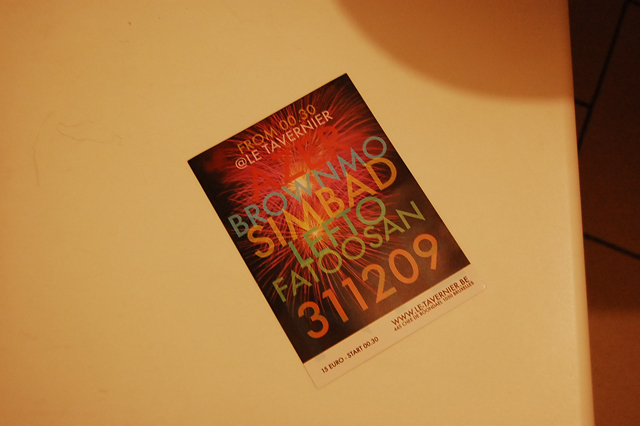 FROM 00.30
@LE TAVERNIER
BROWNMO
SIMBAD
LEFTO
FATOOSAN
311209
WWW.LE-TAVERNIER.BE
15 EURO - START 00.30